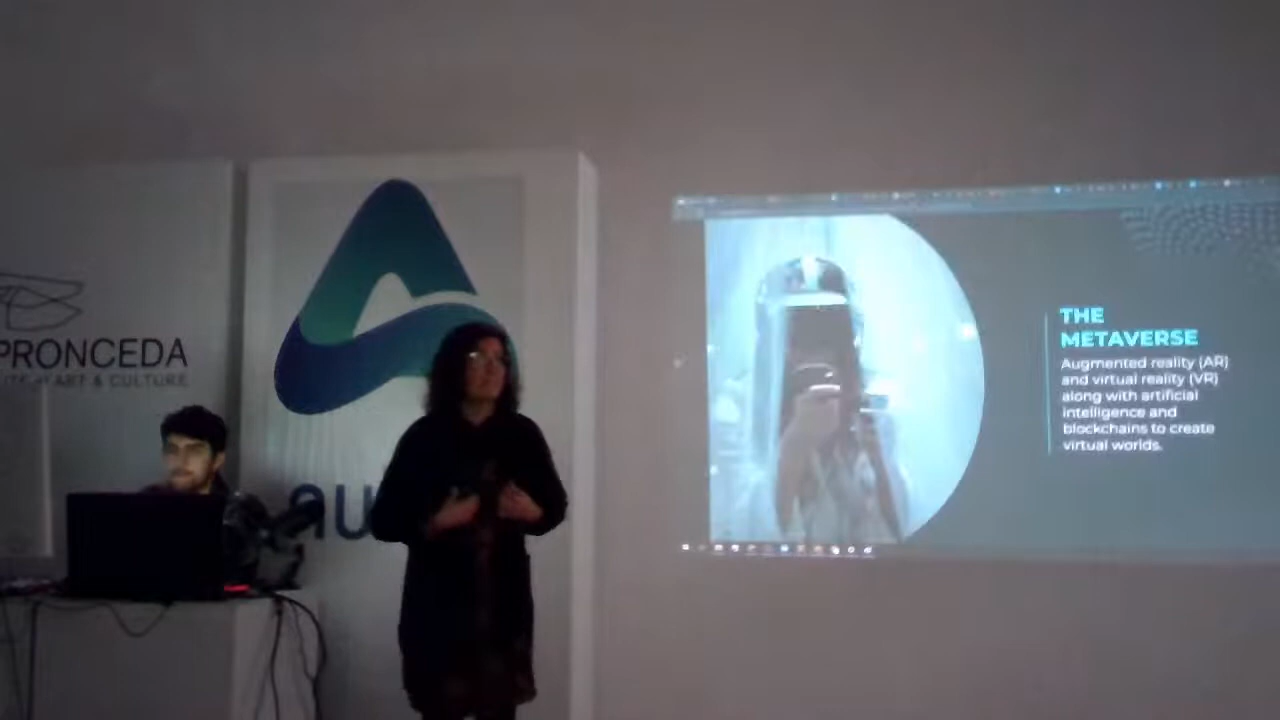 PRONCEDA
ART & CULTURE
au
THE
METAVERSE
Augmented reality (AR)
and virtual reality (VR)
along with artificial
intelligence and
blockchains to create
virtual worlds.